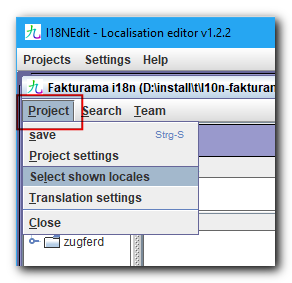 I18NEdit - Localisation editor v1.2.2
Projects Settings Help
Fakturama i18n (D:\install\t\l10n-fakturan
Project Search Team
Save Strg-S
Project settings
Select shown locales
Translation settings
Close
zugferd